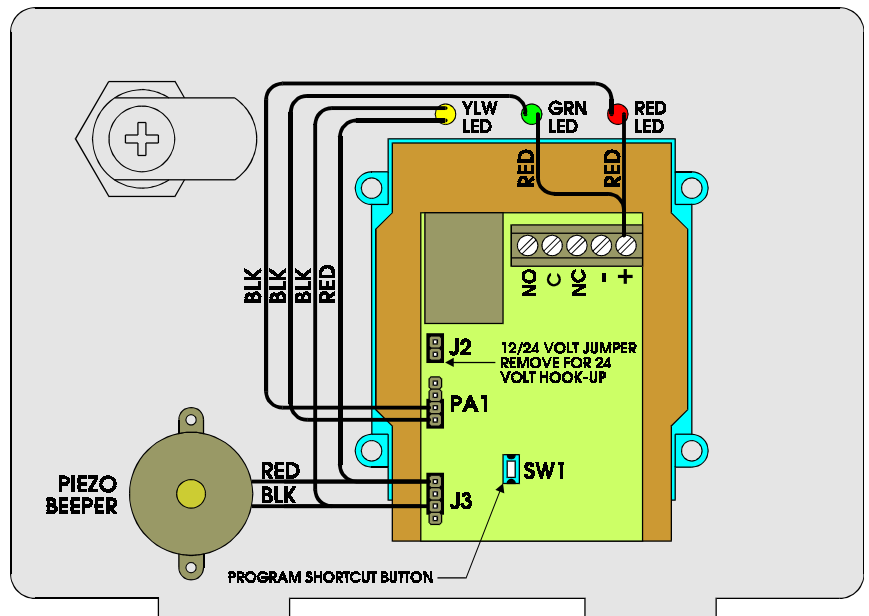 YLW
LED
GRN
LED
RED
LED
RED
RED
BLK
BLK
BLK
RED
NO
C
NC
-
+
J2
12/24 VOLT JUMPER
REMOVE FOR 24
VOLT HOOK-UP
PA1
SW1
RED
BLK
PIEZO
BEEPER
J3
PROGRAM SHORTCUT BUTTON